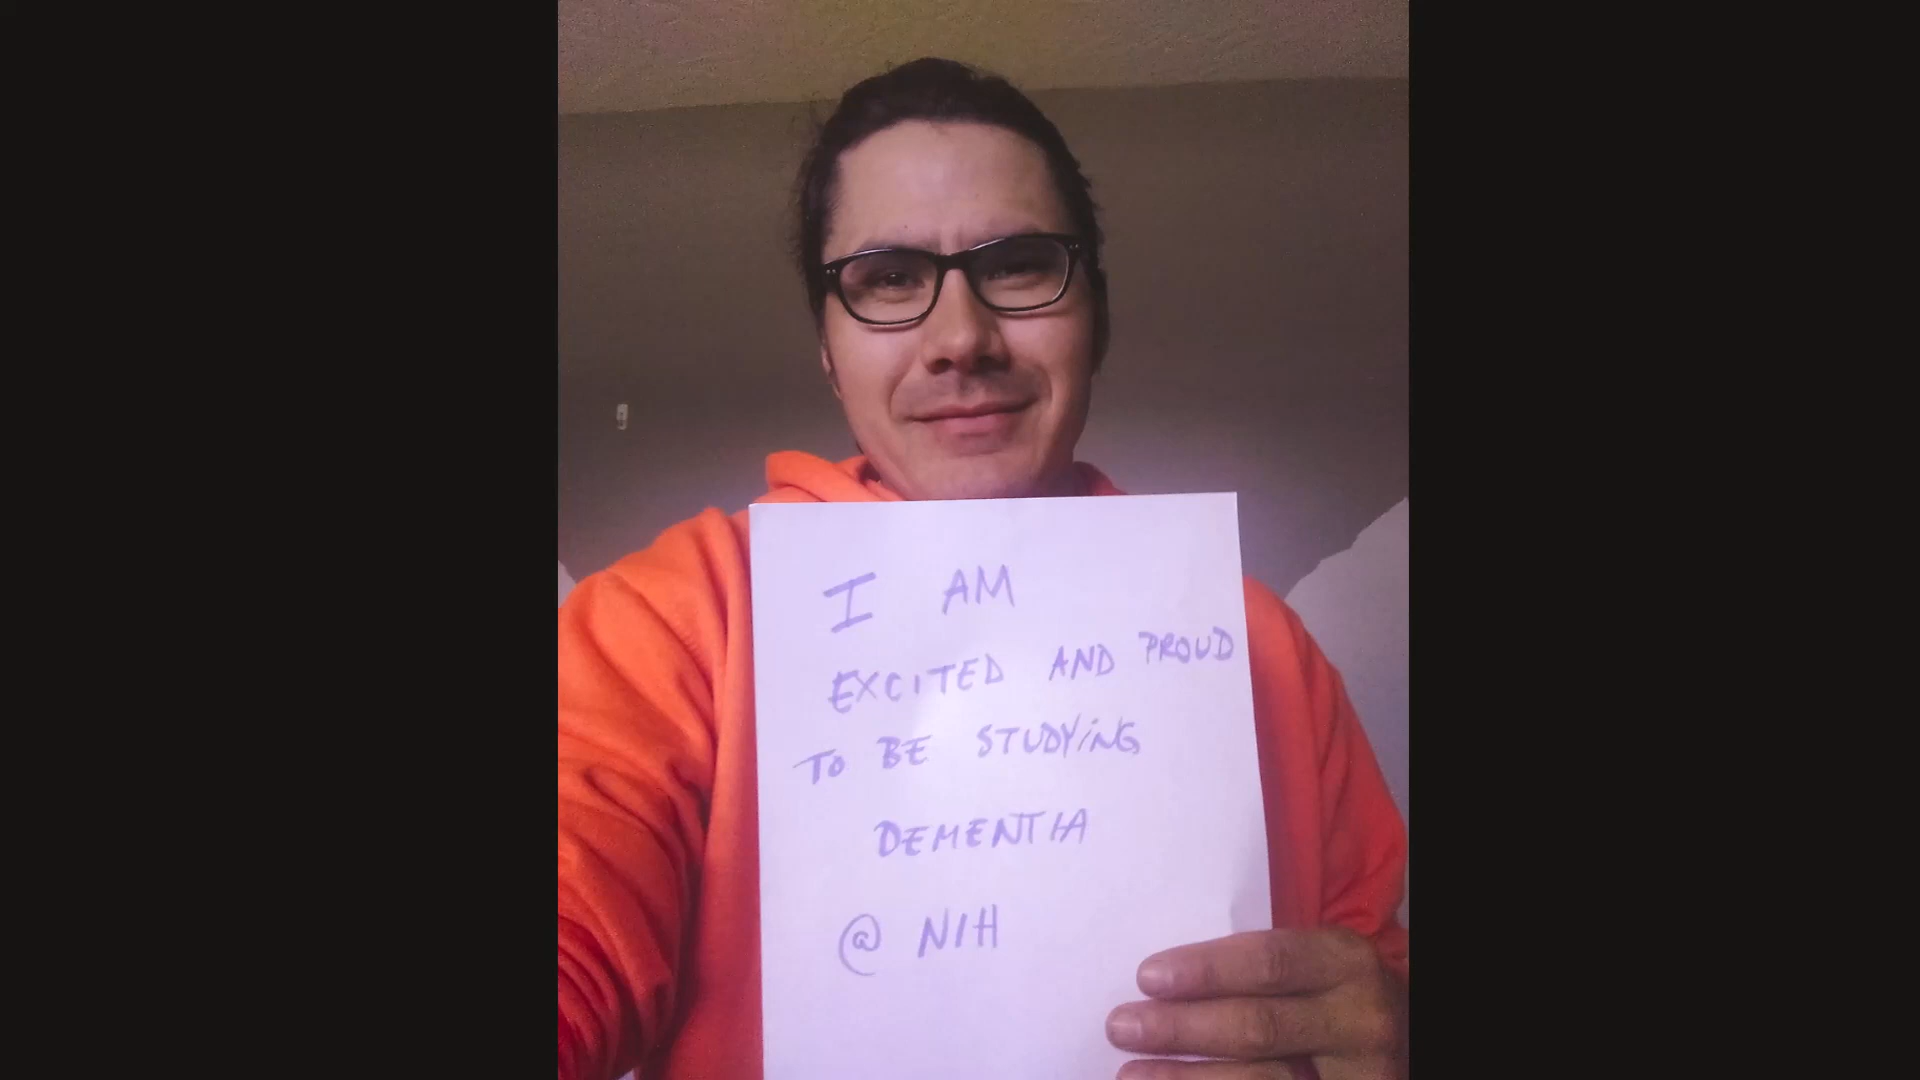 I AM
EXCITED AND PROUD
TO BE STUDYiNG
DEMENTIA
@ NIH